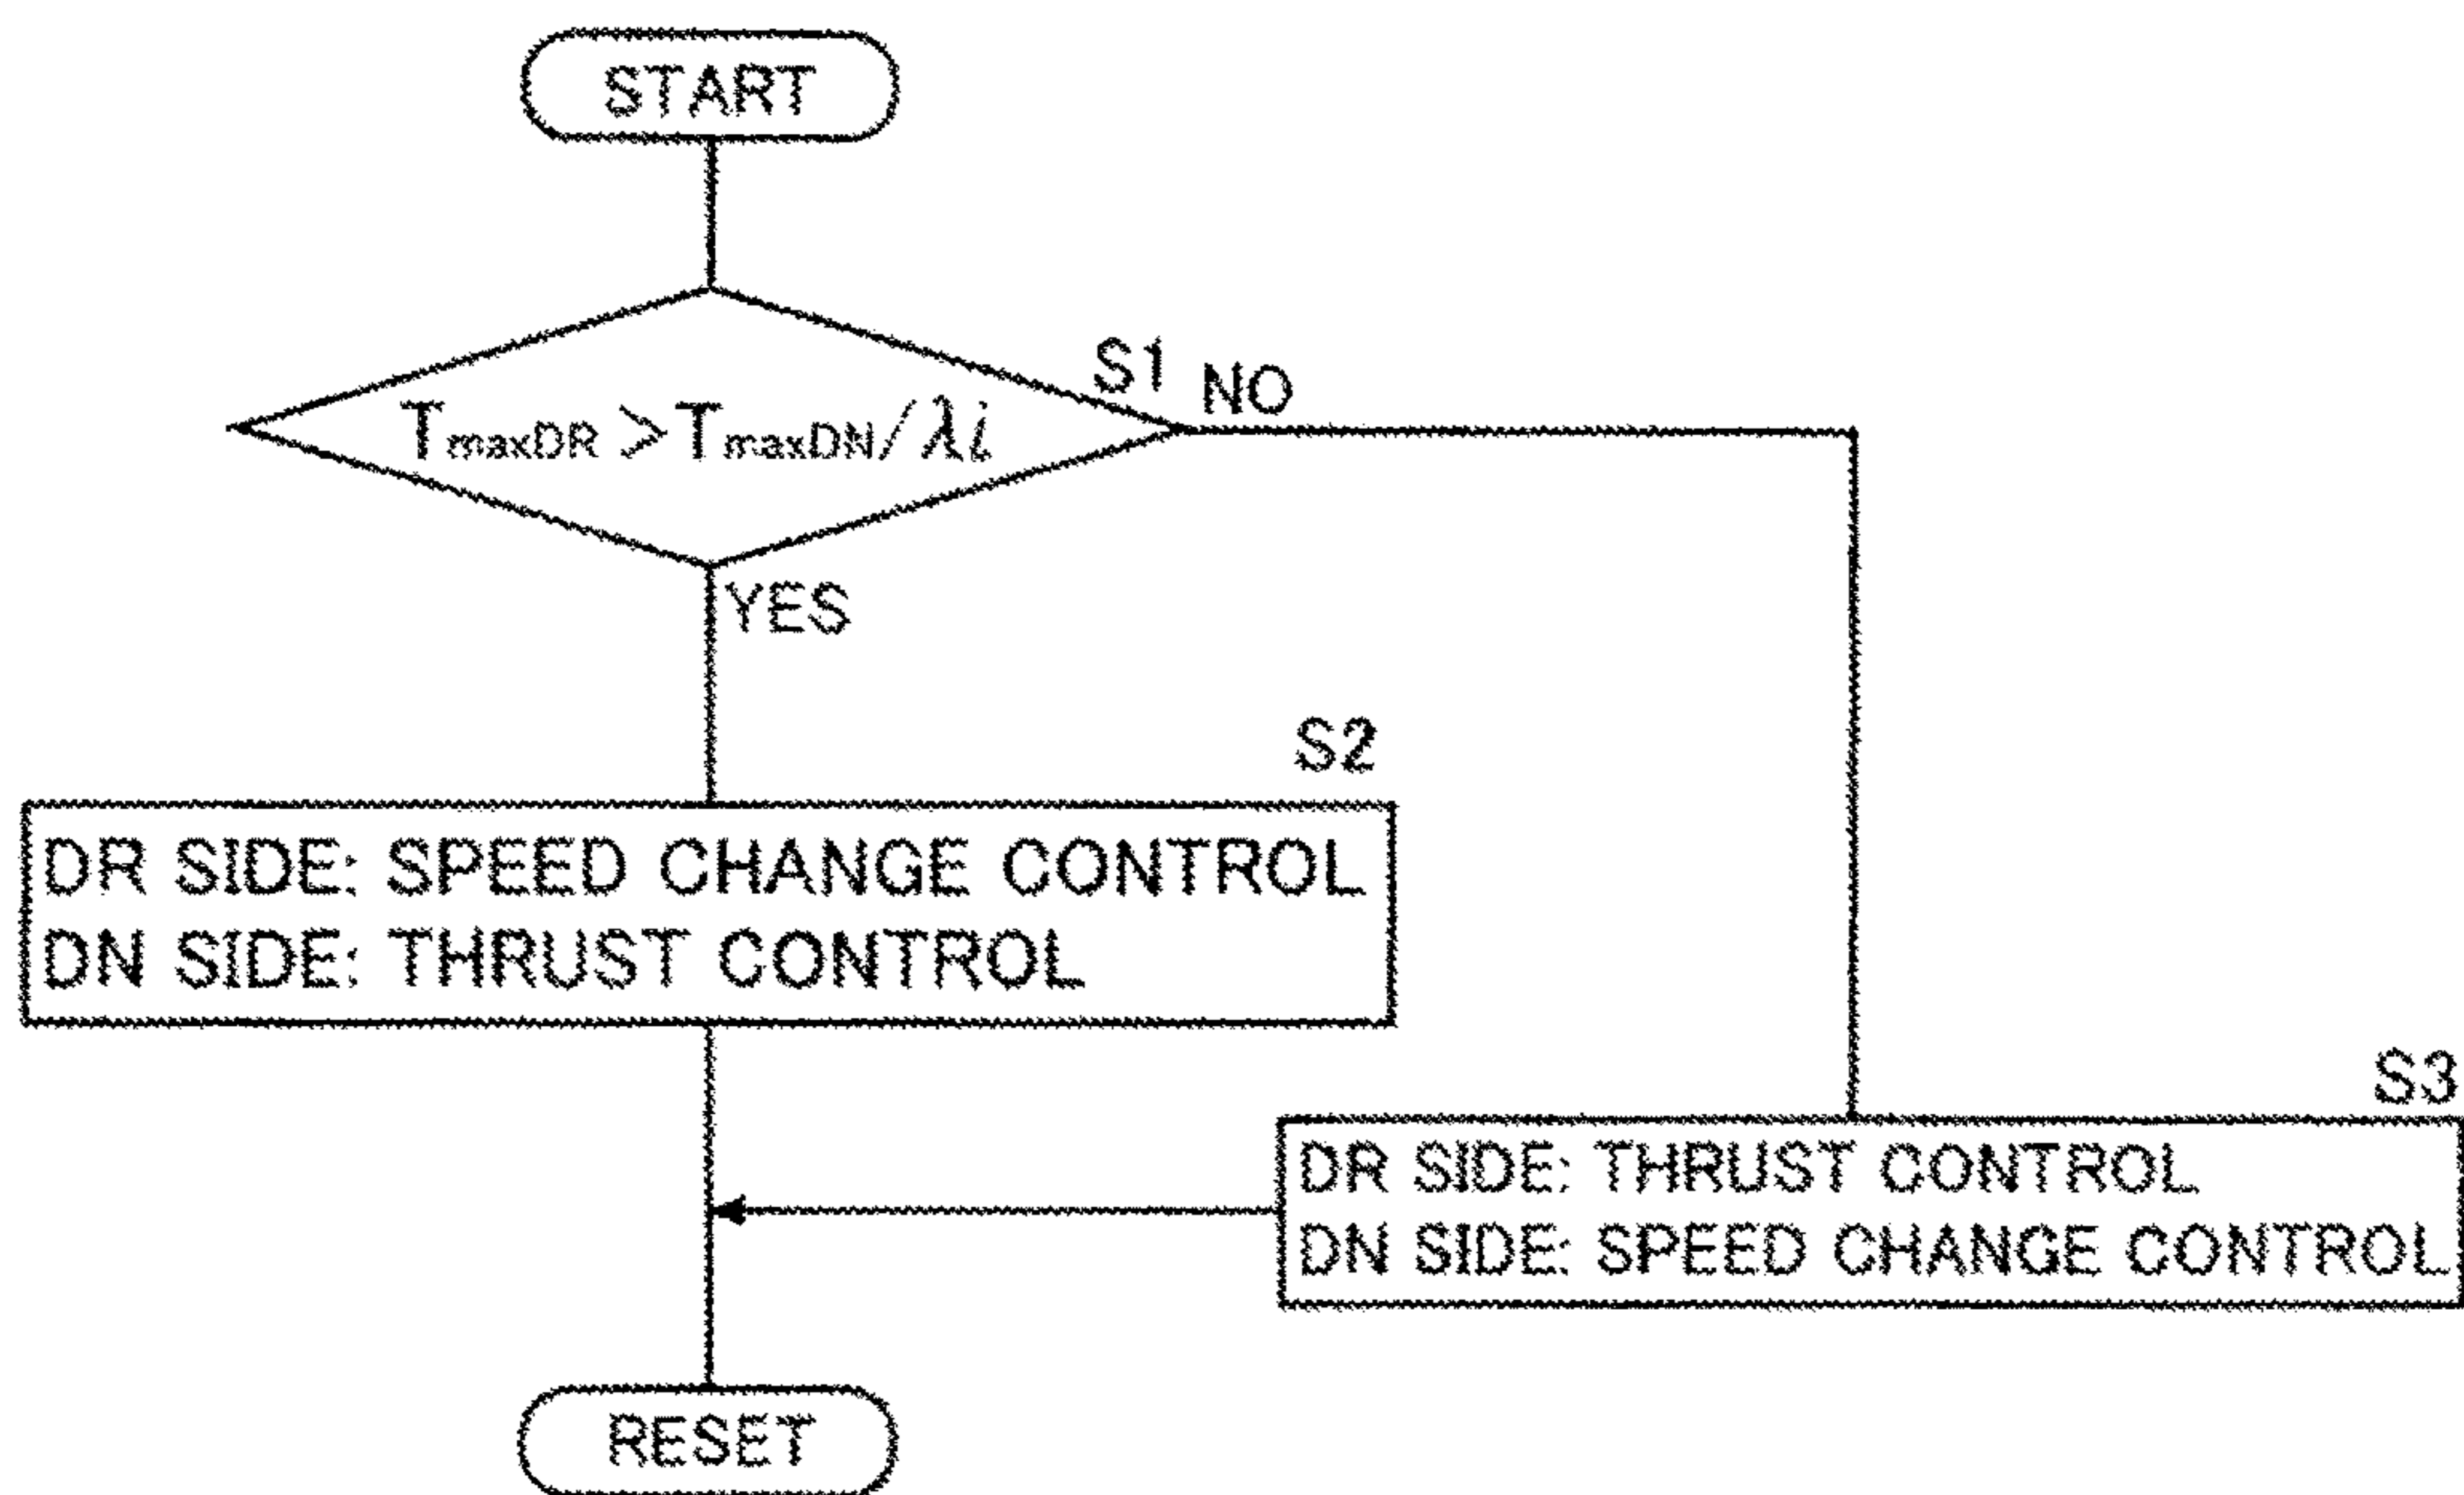 START
S1
NO
TmaxDR >TmaxDN/λi
YES
S2
DR SIDE: SPEED CHANGE CONTROL
DN SIDE: THRUST CONTROL
S3
DR SIDE: THRUST CONTROL
DN SIDE: SPEED CHANGE CONTROL
RESET